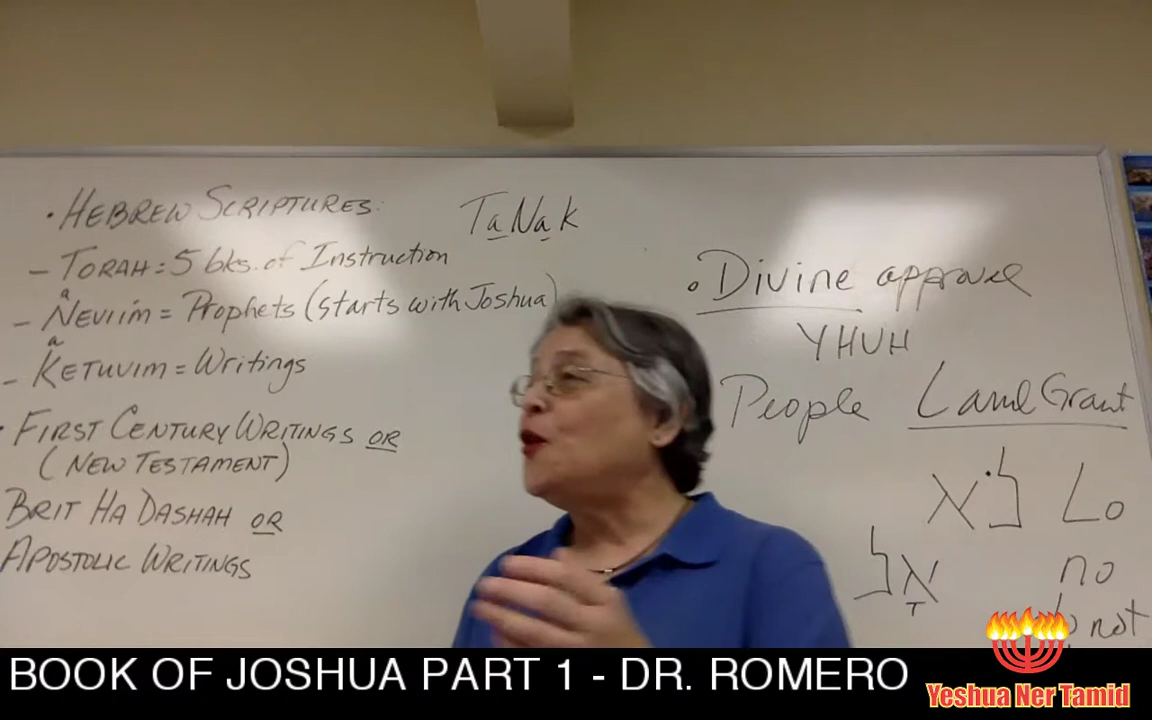 • HEBREW SCRIPTURES:
TaNak
- TORAH = 5 bks. of Instruction
a
- NEVIIM = Prophets (starts with Joshua)
a
- KETUVIM = Writings
• FIRST CENTURY WRITINGS OR
(NEW TESTAMENT)
BRIT HA DASHAH OR
APOSTOLIC WRITINGS
• Divine approval
YHUH
People Land Grant
לֹא Lo
no
not
BOOK OF JOSHUA PART 1 - DR. ROMERO
Yeshua Ner Tamid